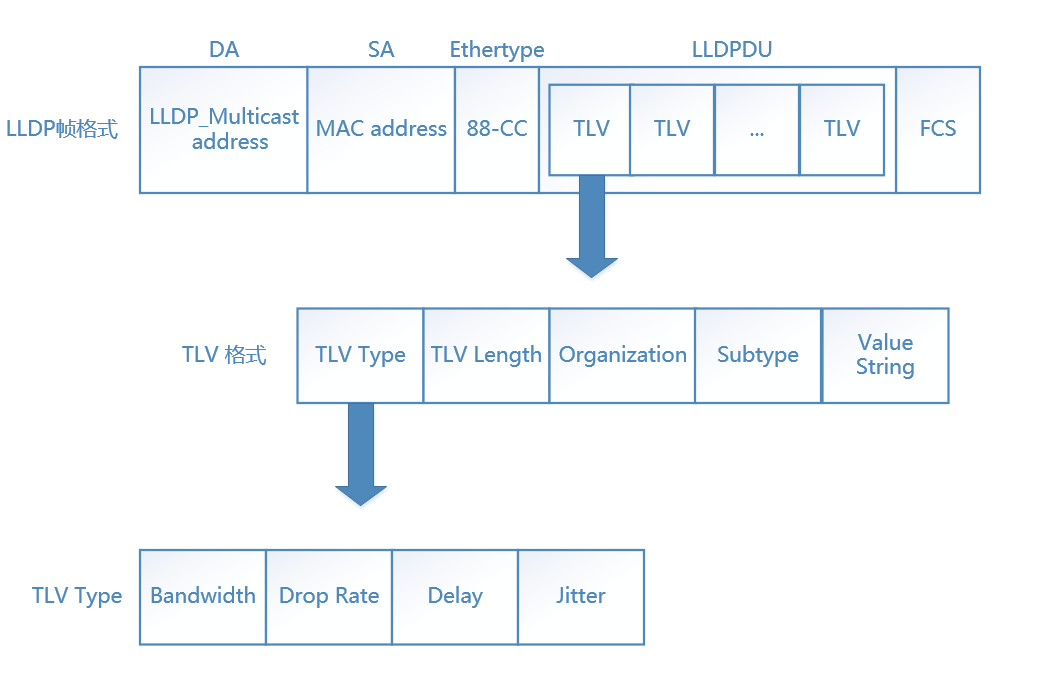 DA
SA
Ethertype
LLDPDU
LLDP帧格式
LLDP_Multicast
address
MAC address
88-CC
TLV
TLV
...
TLV
FCS
TLV 格式
TLV Type
TLV Length
Organization
Subtype
Value
String
TLV Type
Bandwidth
Drop Rate
Delay
Jitter